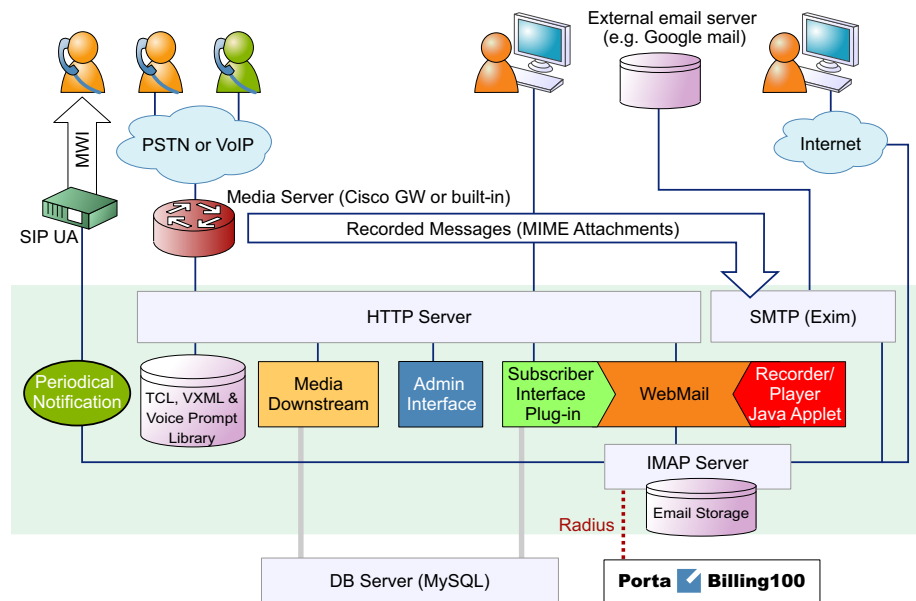 External email server
(e.g. Google mail)
PSTN or VoIP
Internet
MWI
SIP UA
Media Server (Cisco GW or built-in)
Recorded Messages (MIME Attachments)
HTTP Server
SMTP (Exim)
Periodical
Notification
TCL, VXML &
Voice Prompt
Library
Media
Downstream
Admin
Interface
Subscriber
Interface
Plug-in
WebMail
Recorder/
Player
Java Applet
IMAP Server
Email Storage
Radius
DB Server (MySQL)
Porta Billing100